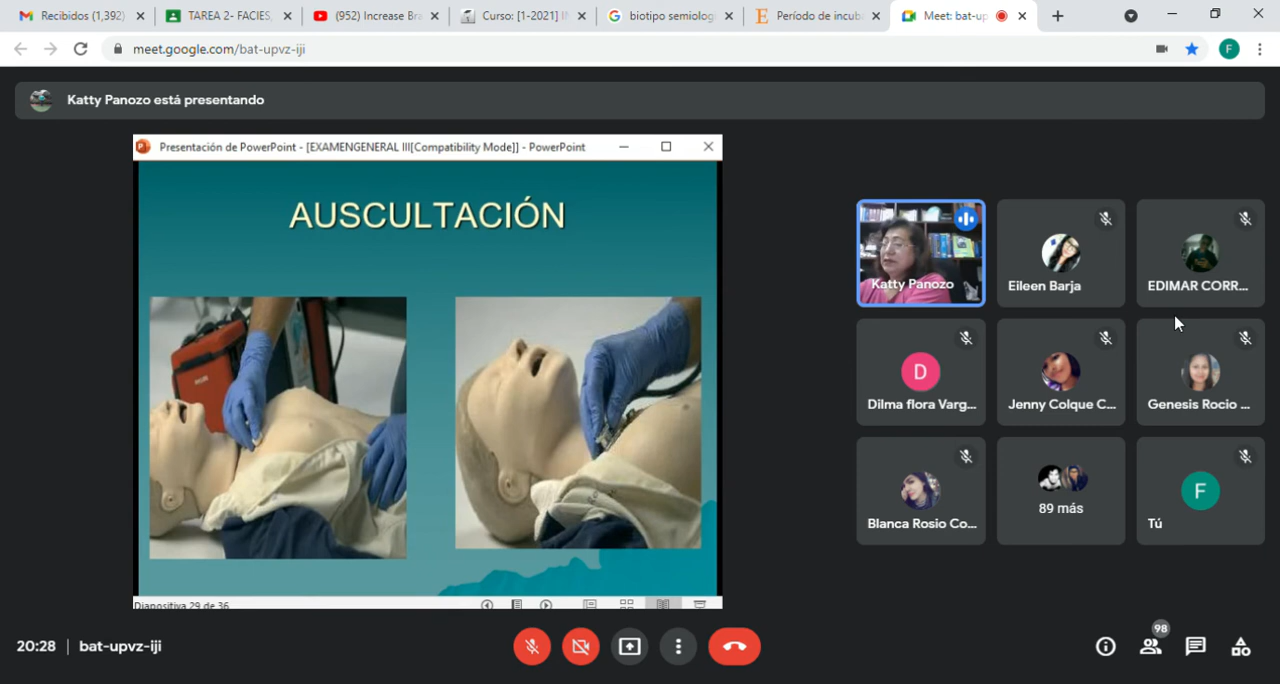 Recibidos (1,392)
TAREA 2- FACIES,
(952) Increase Bra
Curso: [1-2021] II
biotipo semiologi
Período de incub
Meet: bat-up
meet.google.com/bat-upvz-iji
F
Katty Panozo está presentando
Presentación de PowerPoint - [EXAMENGENERAL III[Compatibility Mode]] - PowerPoint
AUSCULTACIÓN
Diapositiva 29 de 36
Katty Panozo
Eileen Barja
EDIMAR CORR...
D
Dilma flora Varg...
Jenny Colque C...
Genesis Rocio ...
Blanca Rosio Co...
89 más
F
Tú
20:28 | bat-upvz-iji
98